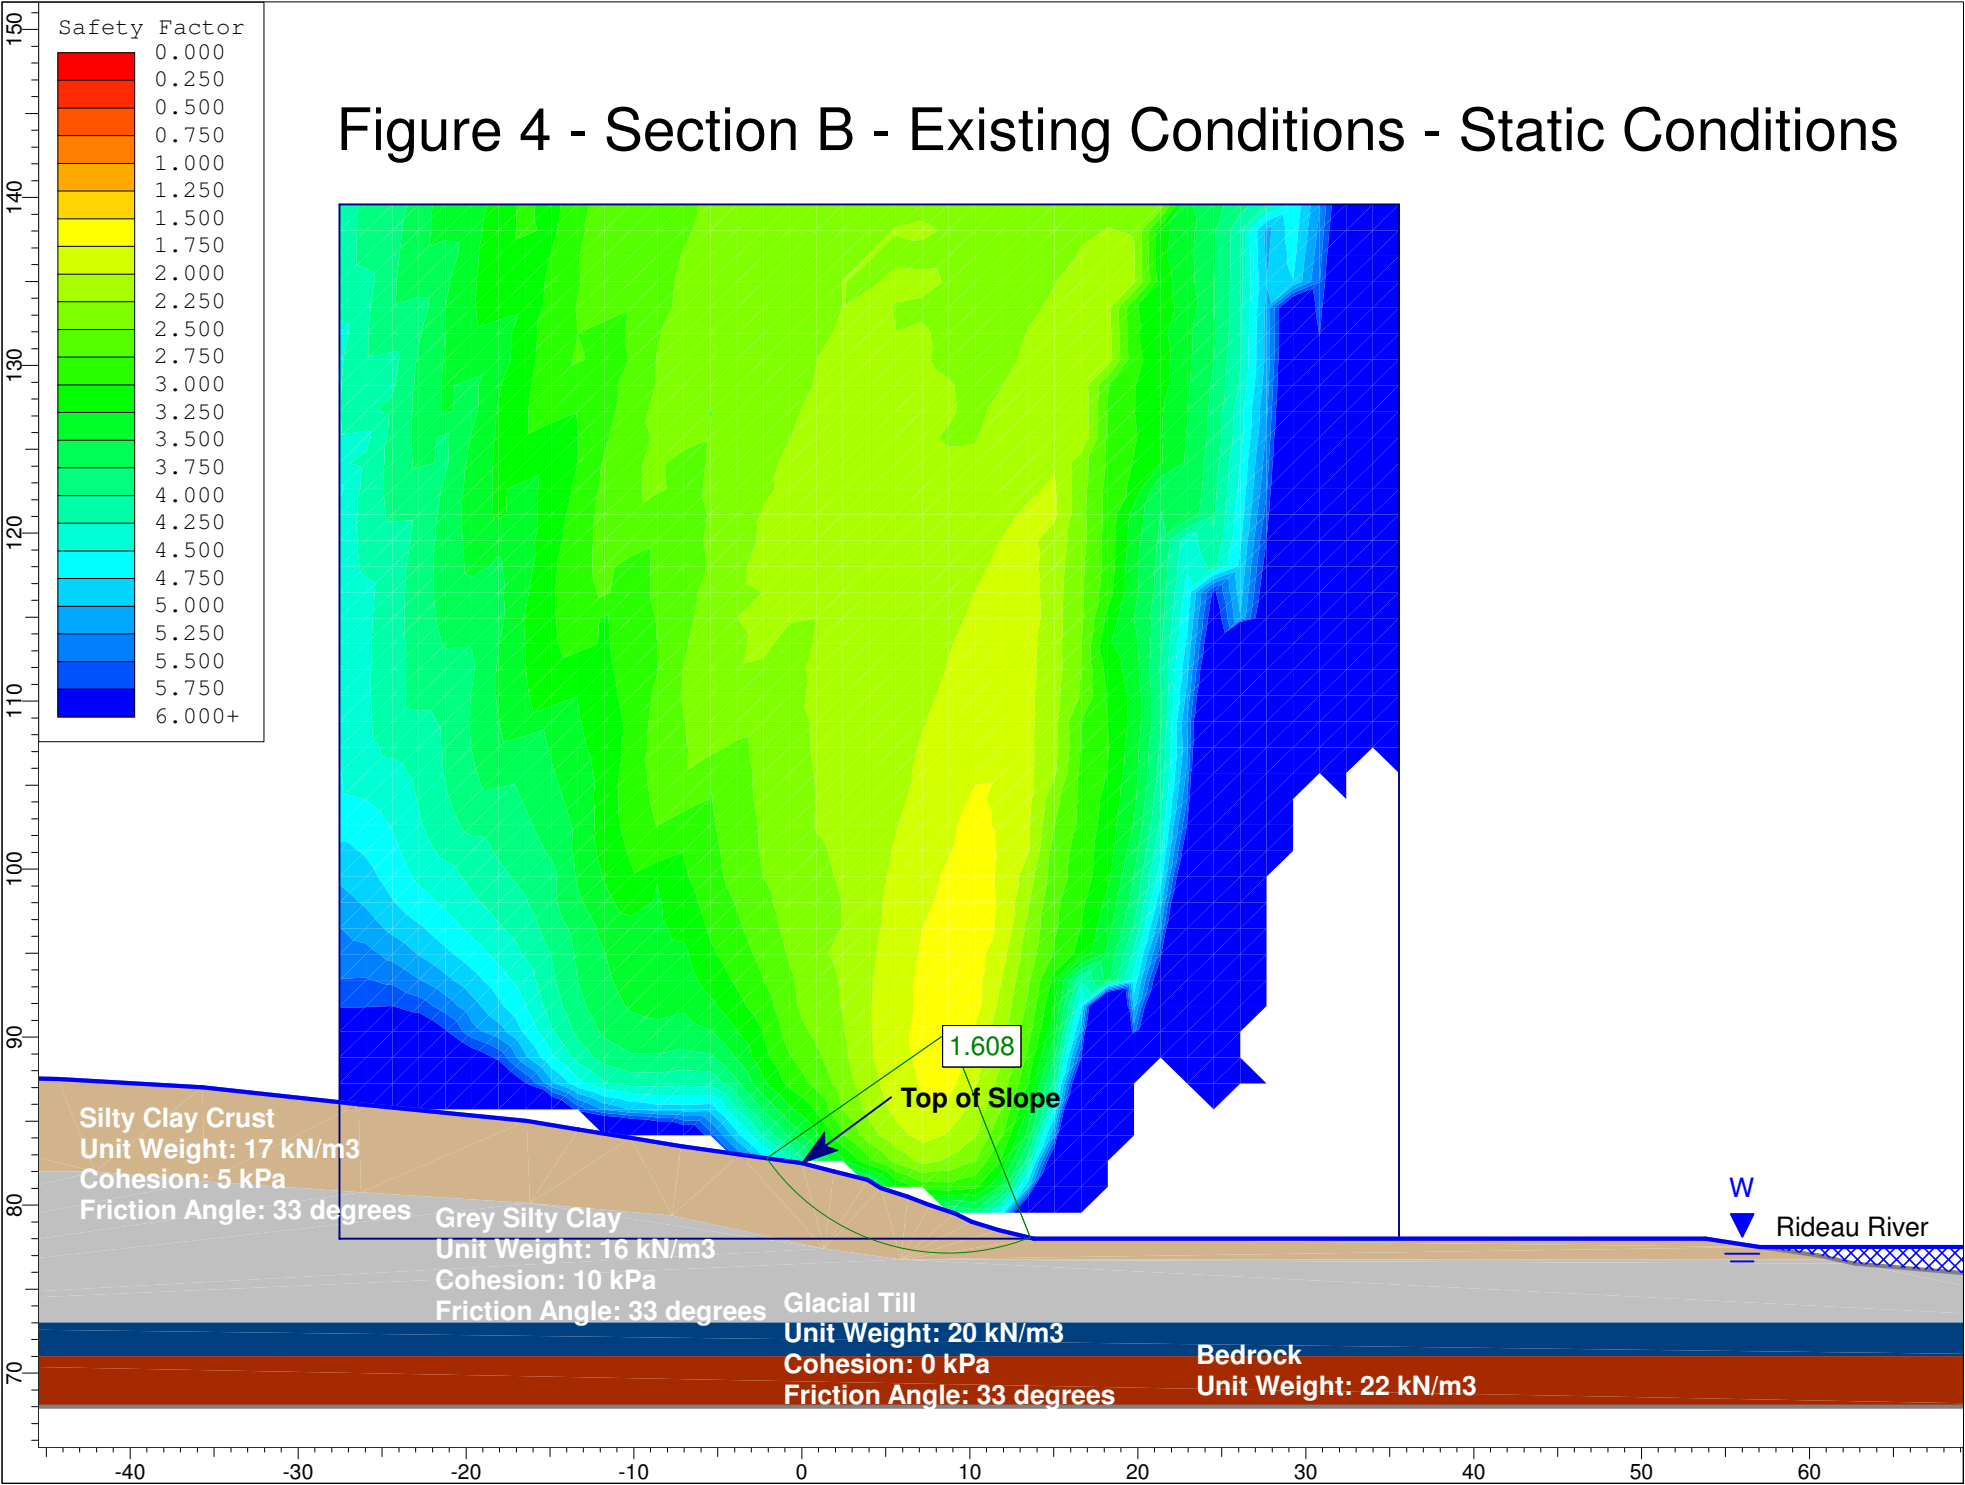 Safety Factor
0.000
0.250
0.500
0.750
1.000
1.250
1.500
1.750
2.000
2.250
2.500
2.750
3.000
3.250
3.500
3.750
4.000
4.250
4.500
4.750
5.000
5.250
5.500
5.750
6.000+
Figure 4 - Section B - Existing Conditions - Static Conditions
150
140
130
120
110
100
90
80
70
1.608
Top of Slope
Silty Clay Crust
Unit Weight: 17 kN/m3
Cohesion: 5 kPa
Friction Angle: 33 degrees
Grey Silty Clay
Unit Weight: 16 kN/m3
Cohesion: 10 kPa
Friction Angle: 33 degrees
Glacial Till
Unit Weight: 20 kN/m3
Cohesion: 0 kPa
Friction Angle: 33 degrees
Bedrock
Unit Weight: 22 kN/m3
W
Rideau River
-40 -30 -20 -10 0 10 20 30 40 50 60